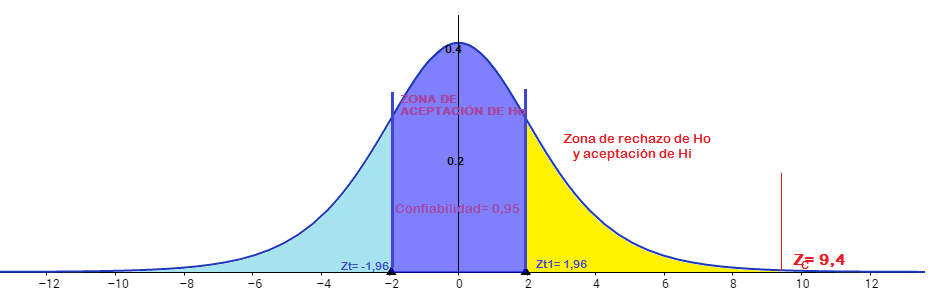 0.4
ZONA DE
ACEPTACIÓN DE Ho
Zona de rechazo de Ho
y aceptación de Hi
0.2
Confiabilidad= 0,95
Zt= -1,96
Zt1= 1,96
Zc= 9,4
−12 −10 −8 −6 −4 −2 0 2 4 6 8 10 12